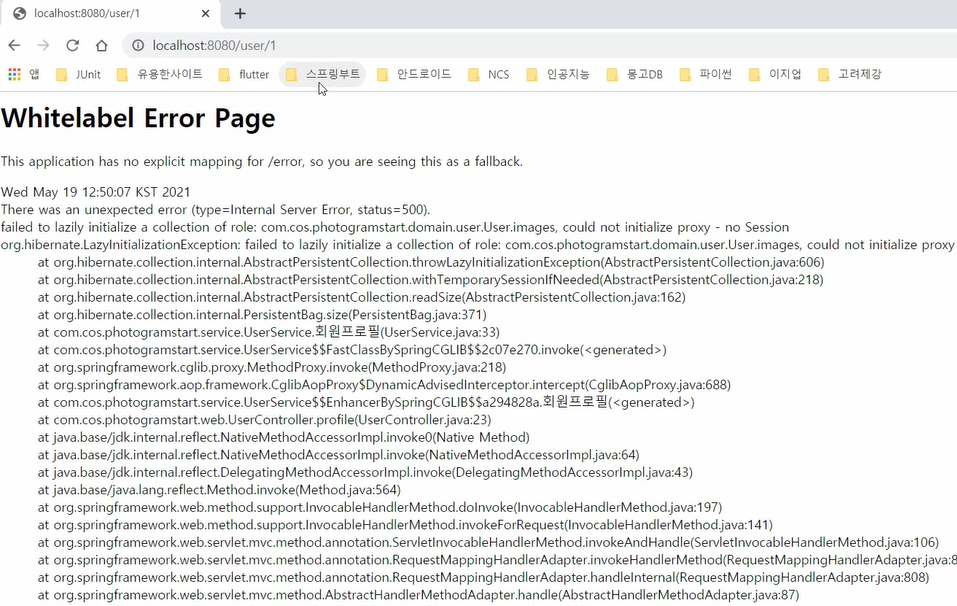 localhost:8080/user/1
localhost:8080/user/1
앱 JUnit 유용한사이트 flutter 스프링부트 안드로이드 NCS 인공지능 몽고DB 파이썬 이지업 고려제강
Whitelabel Error Page
This application has no explicit mapping for /error, so you are seeing this as a fallback.
Wed May 19 12:50:07 KST 2021
There was an unexpected error (type=Internal Server Error, status=500).
failed to lazily initialize a collection of role: com.cos.photogramstart.domain.user.User.images, could not initialize proxy - no Session
org.hibernate.LazyInitializationException: failed to lazily initialize a collection of role: com.cos.photogramstart.domain.user.User.images, could not initialize proxy
at org.hibernate.collection.internal.AbstractPersistentCollection.throwLazyInitializationException(AbstractPersistentCollection.java:606)
at org.hibernate.collection.internal.AbstractPersistentCollection.withTemporarySessionIfNeeded(AbstractPersistentCollection.java:218)
at org.hibernate.collection.internal.AbstractPersistentCollection.readSize(AbstractPersistentCollection.java:162)
at org.hibernate.collection.internal.PersistentBag.size(PersistentBag.java:371)
at com.cos.photogramstart.service.UserService.회원프로필(UserService.java:33)
at com.cos.photogramstart.service.UserService$$FastClassBySpringCGLIB$$2c07e270.invoke(<generated>)
at org.springframework.cglib.proxy.MethodProxy.invoke(MethodProxy.java:218)
at org.springframework.aop.framework.CglibAopProxy$DynamicAdvisedInterceptor.intercept(CglibAopProxy.java:688)
at com.cos.photogramstart.service.UserService$$EnhancerBySpringCGLIB$$a294828a.회원프로필(<generated>)
at com.cos.photogramstart.web.UserController.profile(UserController.java:23)
at java.base/jdk.internal.reflect.NativeMethodAccessorImpl.invoke0(Native Method)
at java.base/jdk.internal.reflect.NativeMethodAccessorImpl.invoke(NativeMethodAccessorImpl.java:64)
at java.base/jdk.internal.reflect.DelegatingMethodAccessorImpl.invoke(DelegatingMethodAccessorImpl.java:43)
at java.base/java.lang.reflect.Method.invoke(Method.java:564)
at org.springframework.web.method.support.InvocableHandlerMethod.doInvoke(InvocableHandlerMethod.java:197)
at org.springframework.web.method.support.InvocableHandlerMethod.invokeForRequest(InvocableHandlerMethod.java:141)
at org.springframework.web.servlet.mvc.method.annotation.ServletInvocableHandlerMethod.invokeAndHandle(ServletInvocableHandlerMethod.java:106)
at org.springframework.web.servlet.mvc.method.annotation.RequestMappingHandlerAdapter.invokeHandlerMethod(RequestMappingHandlerAdapter.java:8
at org.springframework.web.servlet.mvc.method.annotation.RequestMappingHandlerAdapter.handleInternal(RequestMappingHandlerAdapter.java:808)
at org.springframework.web.servlet.mvc.method.AbstractHandlerMethodAdapter.handle(AbstractHandlerMethodAdapter.java:87)